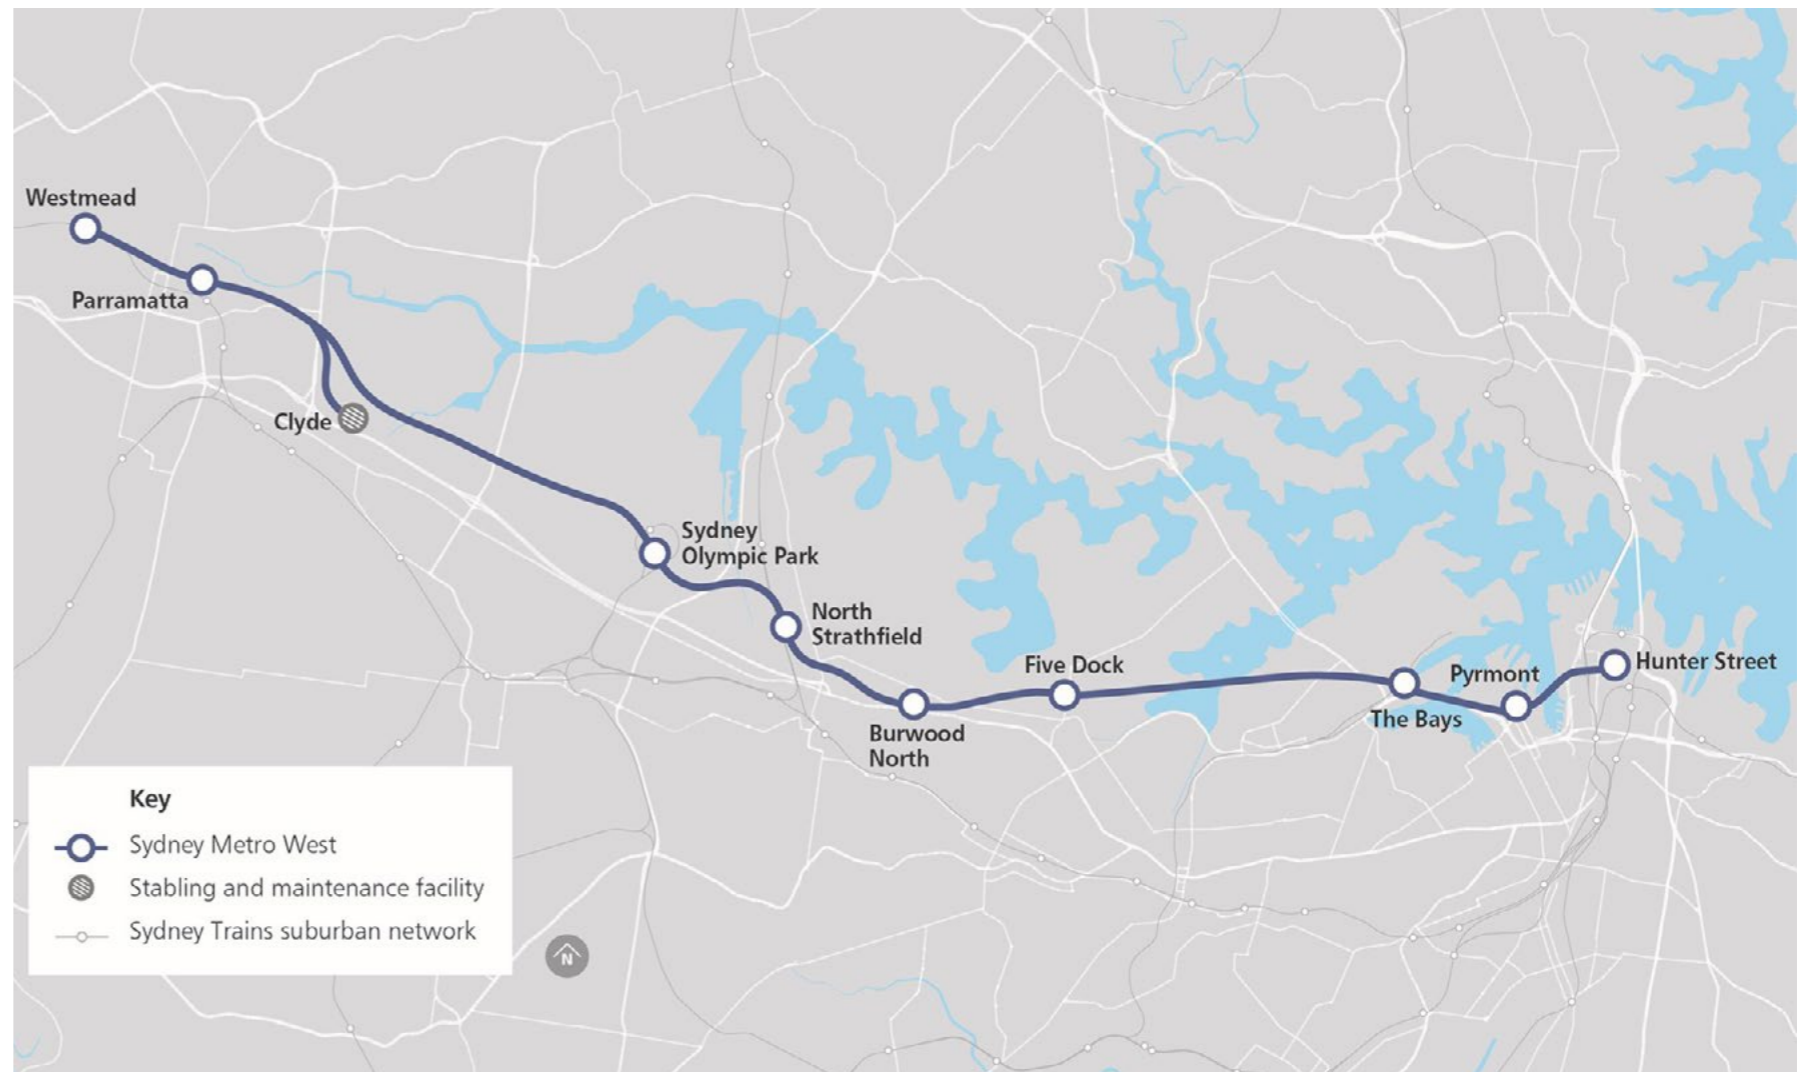 Westmead
Parramatta
Clyde
Sydney
Olympic Park
North
Strathfield
Five Dock
Burwood
North
Pyrmont
The Bays
Hunter Street
Key
Sydney Metro West
Stabling and maintenance facility
Sydney Trains suburban network
N